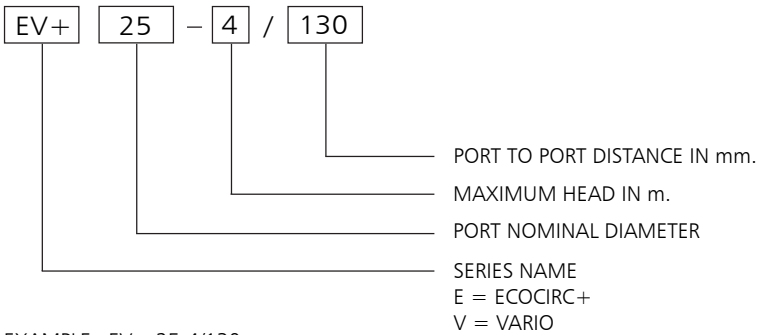 EV+ 25 – 4 / 130
PORT TO PORT DISTANCE IN mm.
MAXIMUM HEAD IN m.
PORT NOMINAL DIAMETER
SERIES NAME
E = ECOCIRC+
V = VARIO